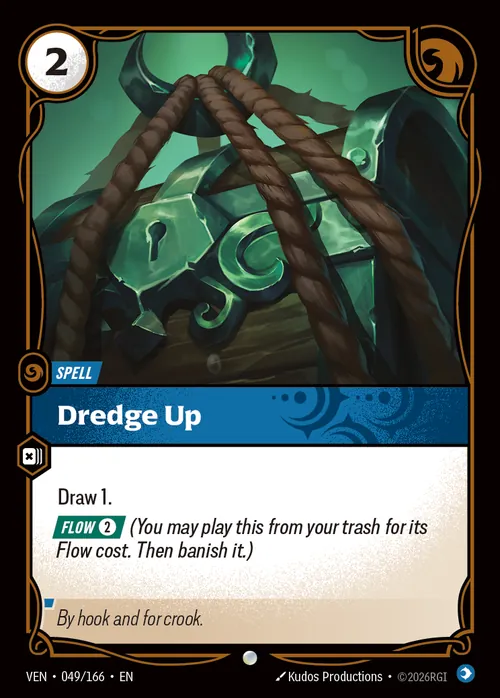 2
SPELL
Dredge Up
Draw 1.
FLOW 2 (You may play this from your trash for its
Flow cost. Then banish it.)
By hook and for crook.
VEN • 049/166 • EN
Kudos Productions • ©2026RGI